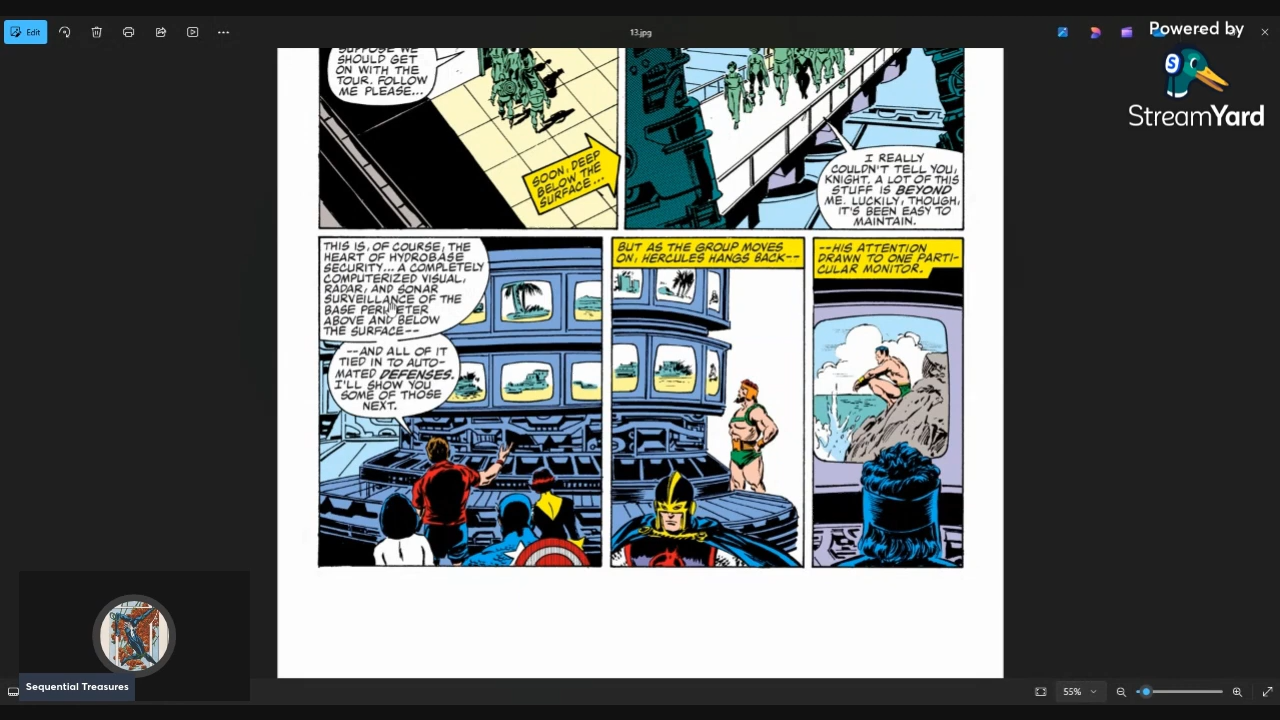 Edit
13.jpg
Powered by
S
StreamYard
SUPPOSE WE
SHOULD GET
ON WITH THE
TOUR. FOLLOW
ME PLEASE...
SOON, DEEP
BELOW THE
SURFACE...
I REALLY
COULDN'T TELL YOU,
KNIGHT. A LOT OF THIS
STUFF IS BEYOND
ME. LUCKILY, THOUGH,
IT'S BEEN EASY TO
MAINTAIN.
THIS IS, OF COURSE, THE
HEART OF HYDROBASE
SECURITY... A COMPLETELY
COMPUTERIZED VISUAL,
RADAR, AND SONAR
SURVEILLANCE OF THE
BASE PERIMETER
ABOVE AND BELOW
THE SURFACE--
--AND ALL OF IT
TIED IN TO AUTO-
MATED DEFENSES.
I'LL SHOW YOU
SOME OF THOSE
NEXT.
BUT AS THE GROUP MOVES
ON, HERCULES HANGS BACK--
--HIS ATTENTION
DRAWN TO ONE PARTI-
CULAR MONITOR.
Sequential Treasures
55%